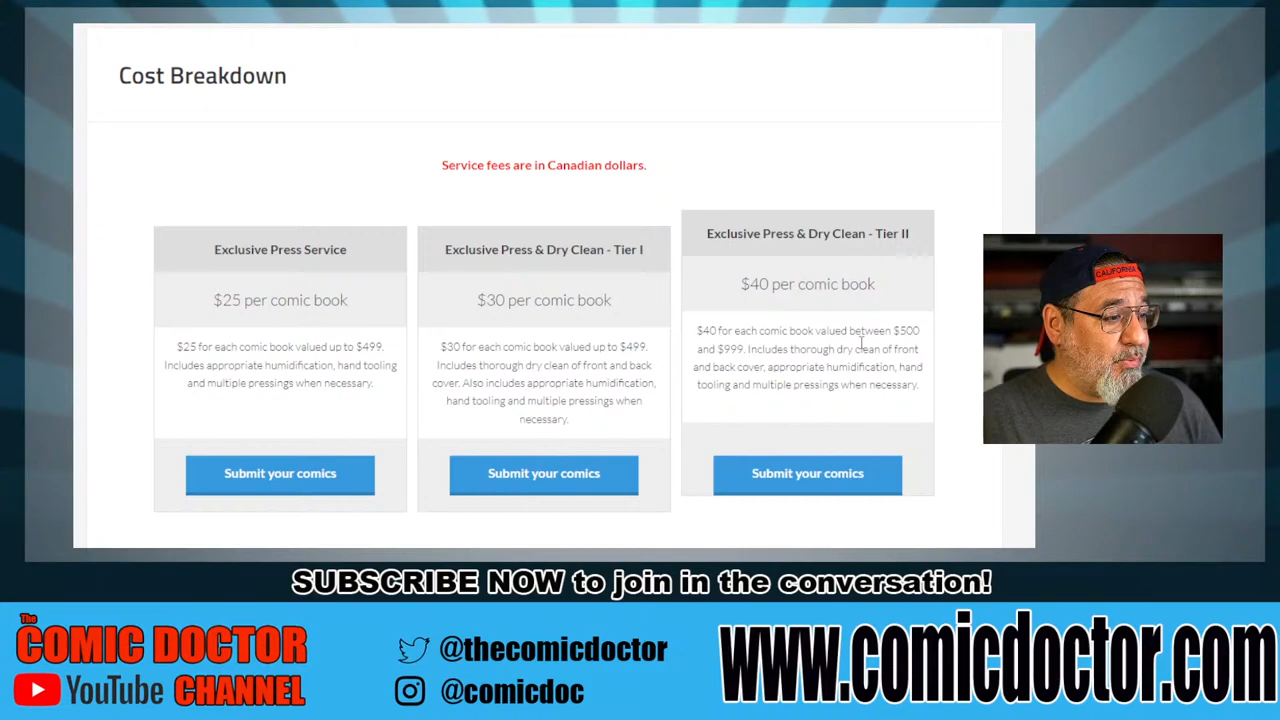 Cost Breakdown
Service fees are in Canadian dollars.
Exclusive Press Service
$25 per comic book
$25 for each comic book valued up to $499.
Includes appropriate humidification, hand tooling
and multiple pressings when necessary.
Submit your comics
Exclusive Press & Dry Clean - Tier I
$30 per comic book
$30 for each comic book valued up to $499.
Includes thorough dry clean of front and back
cover. Also includes appropriate humidification,
hand tooling and multiple pressings when
necessary.
Submit your comics
Exclusive Press & Dry Clean - Tier II
$40 per comic book
$40 for each comic book valued between $500
and $999. Includes thorough dry clean of front
and back cover, appropriate humidification, hand
tooling and multiple pressings when necessary.
Submit your comics
CALIFORNIA
SUBSCRIBE NOW to join in the conversation!
The
COMIC DOCTOR
YouTube CHANNEL
@thecomicdoctor
@comicdoc
www.comicdoctor.com